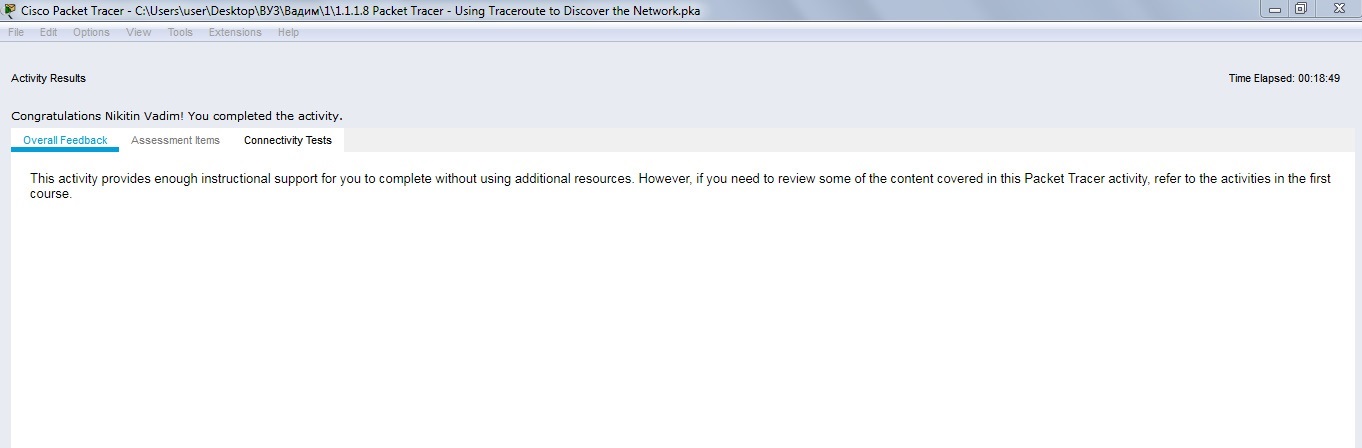 Cisco Packet Tracer - C:\Users\user\Desktop\ВУЗ\Вадим\1\1.1.1.8 Packet Tracer - Using Traceroute to Discover the Network.pka
File Edit Options View Tools Extensions Help
Activity Results Time Elapsed: 00:18:49
Congratulations Nikitin Vadim! You completed the activity.
Overall Feedback Assessment Items Connectivity Tests
This activity provides enough instructional support for you to complete without using additional resources. However, if you need to review some of the content covered in this Packet Tracer activity, refer to the activities in the first
course.